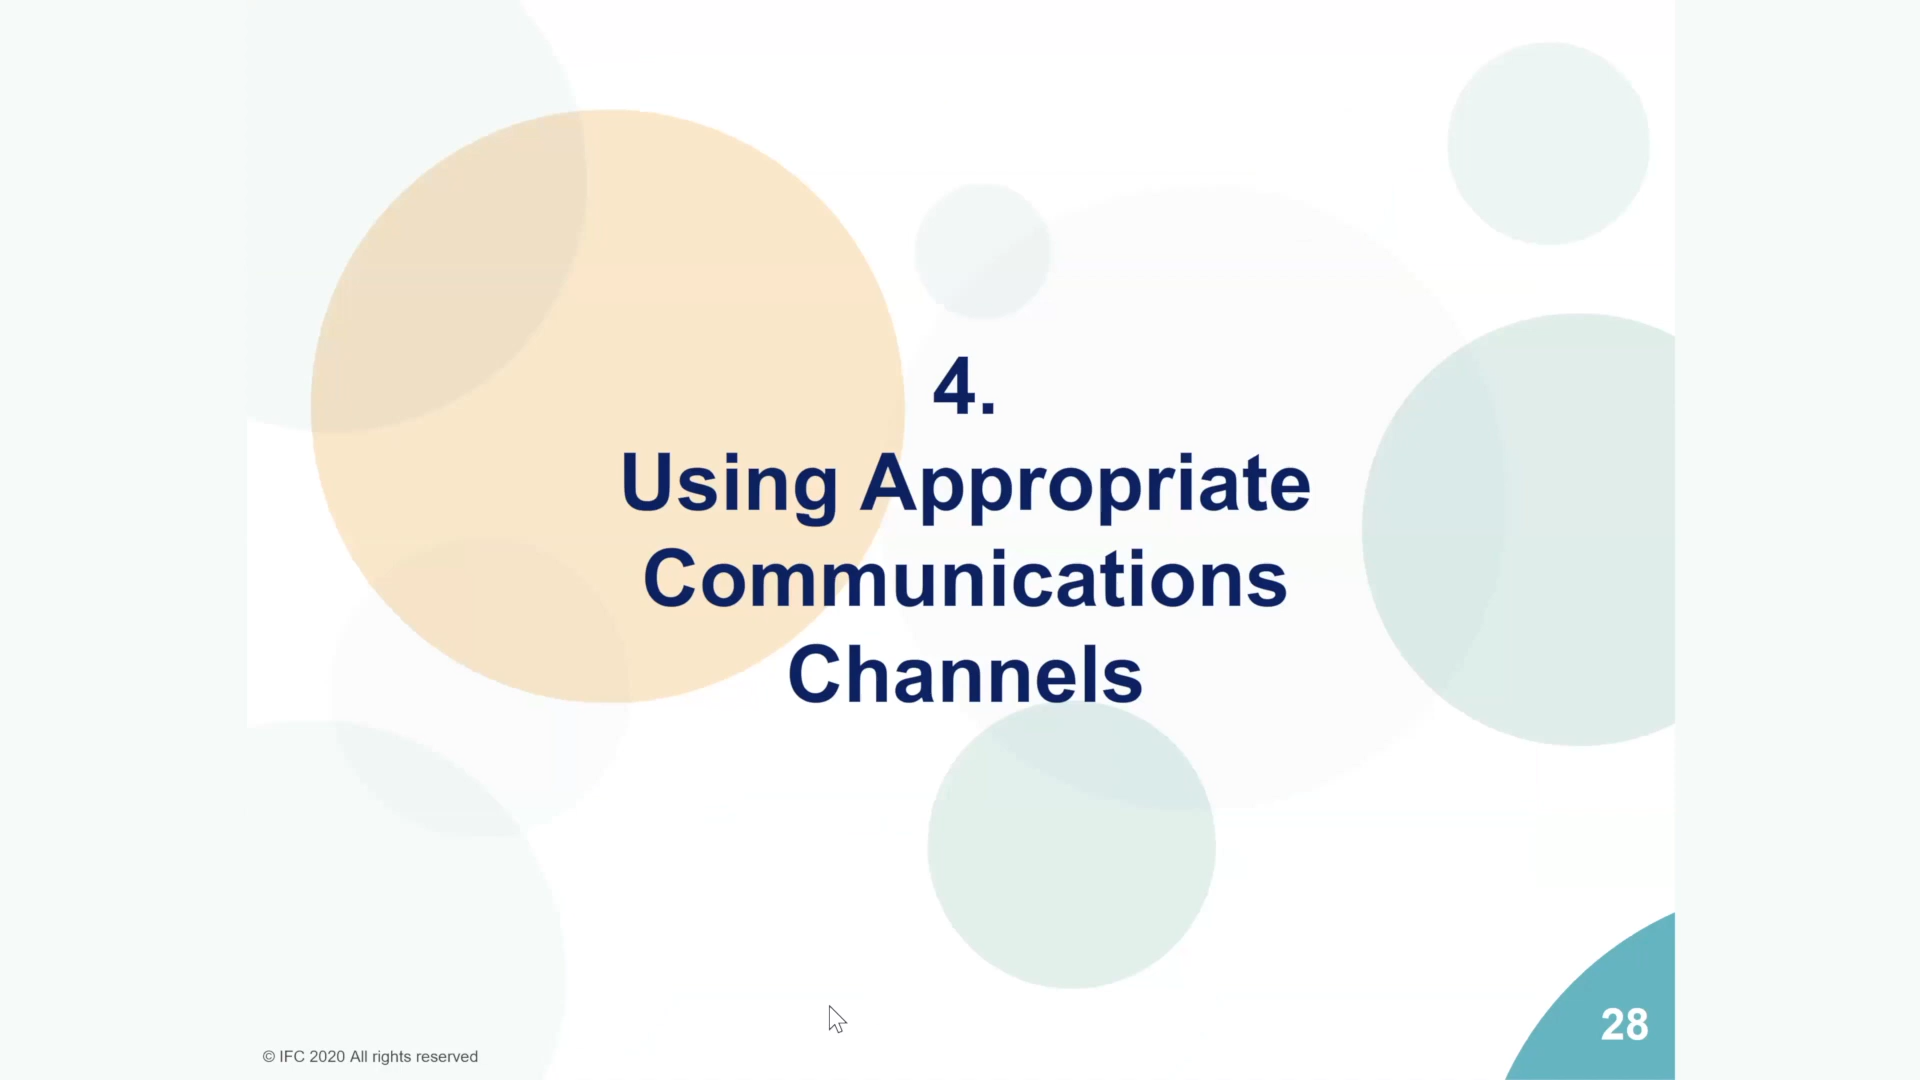 4.
Using Appropriate
Communications
Channels
28
© IFC 2020 All rights reserved